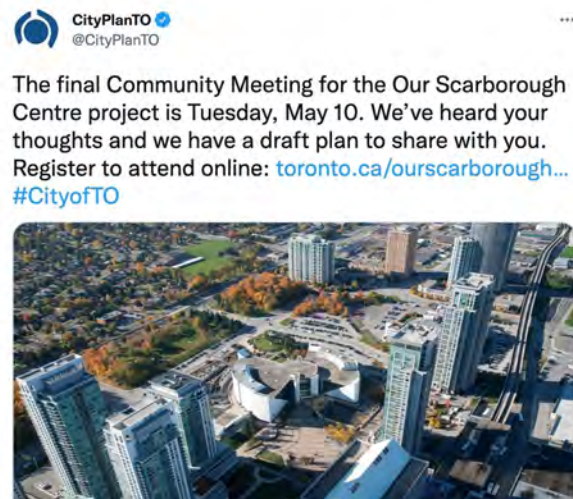 CityPlanTO
@CityPlanTO
The final Community Meeting for the Our Scarborough
Centre project is Tuesday, May 10. We’ve heard your
thoughts and we have a draft plan to share with you.
Register to attend online: toronto.ca/ourscarborough...
#CityofTO